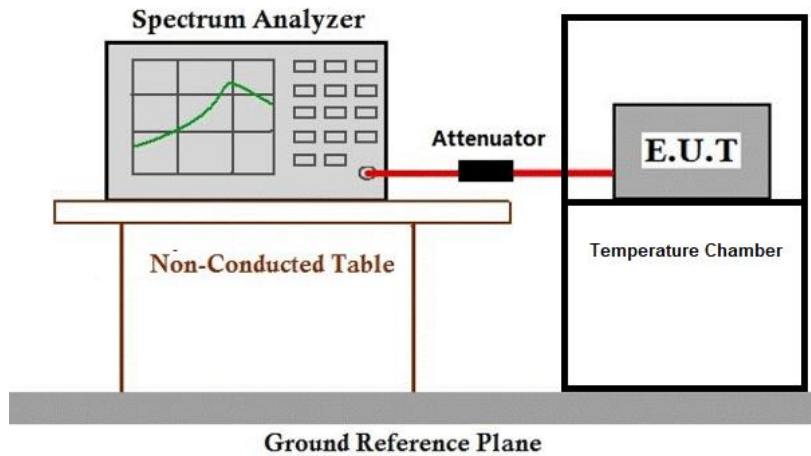 Spectrum Analyzer
Attenuator
E.U.T
Non-Conducted Table
Temperature Chamber
Ground Reference Plane